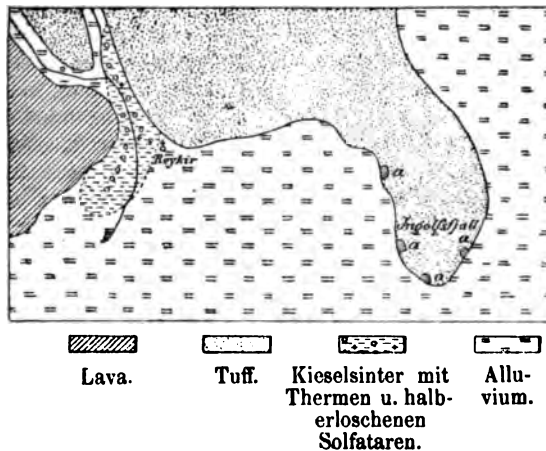 Reykir
a
Ingolfsfjall
a
a
a
Lava.
Tuff.
Kieselsinter mit
Thermen u. halb-
erloschenen
Solfataren.
Allu-
vium.